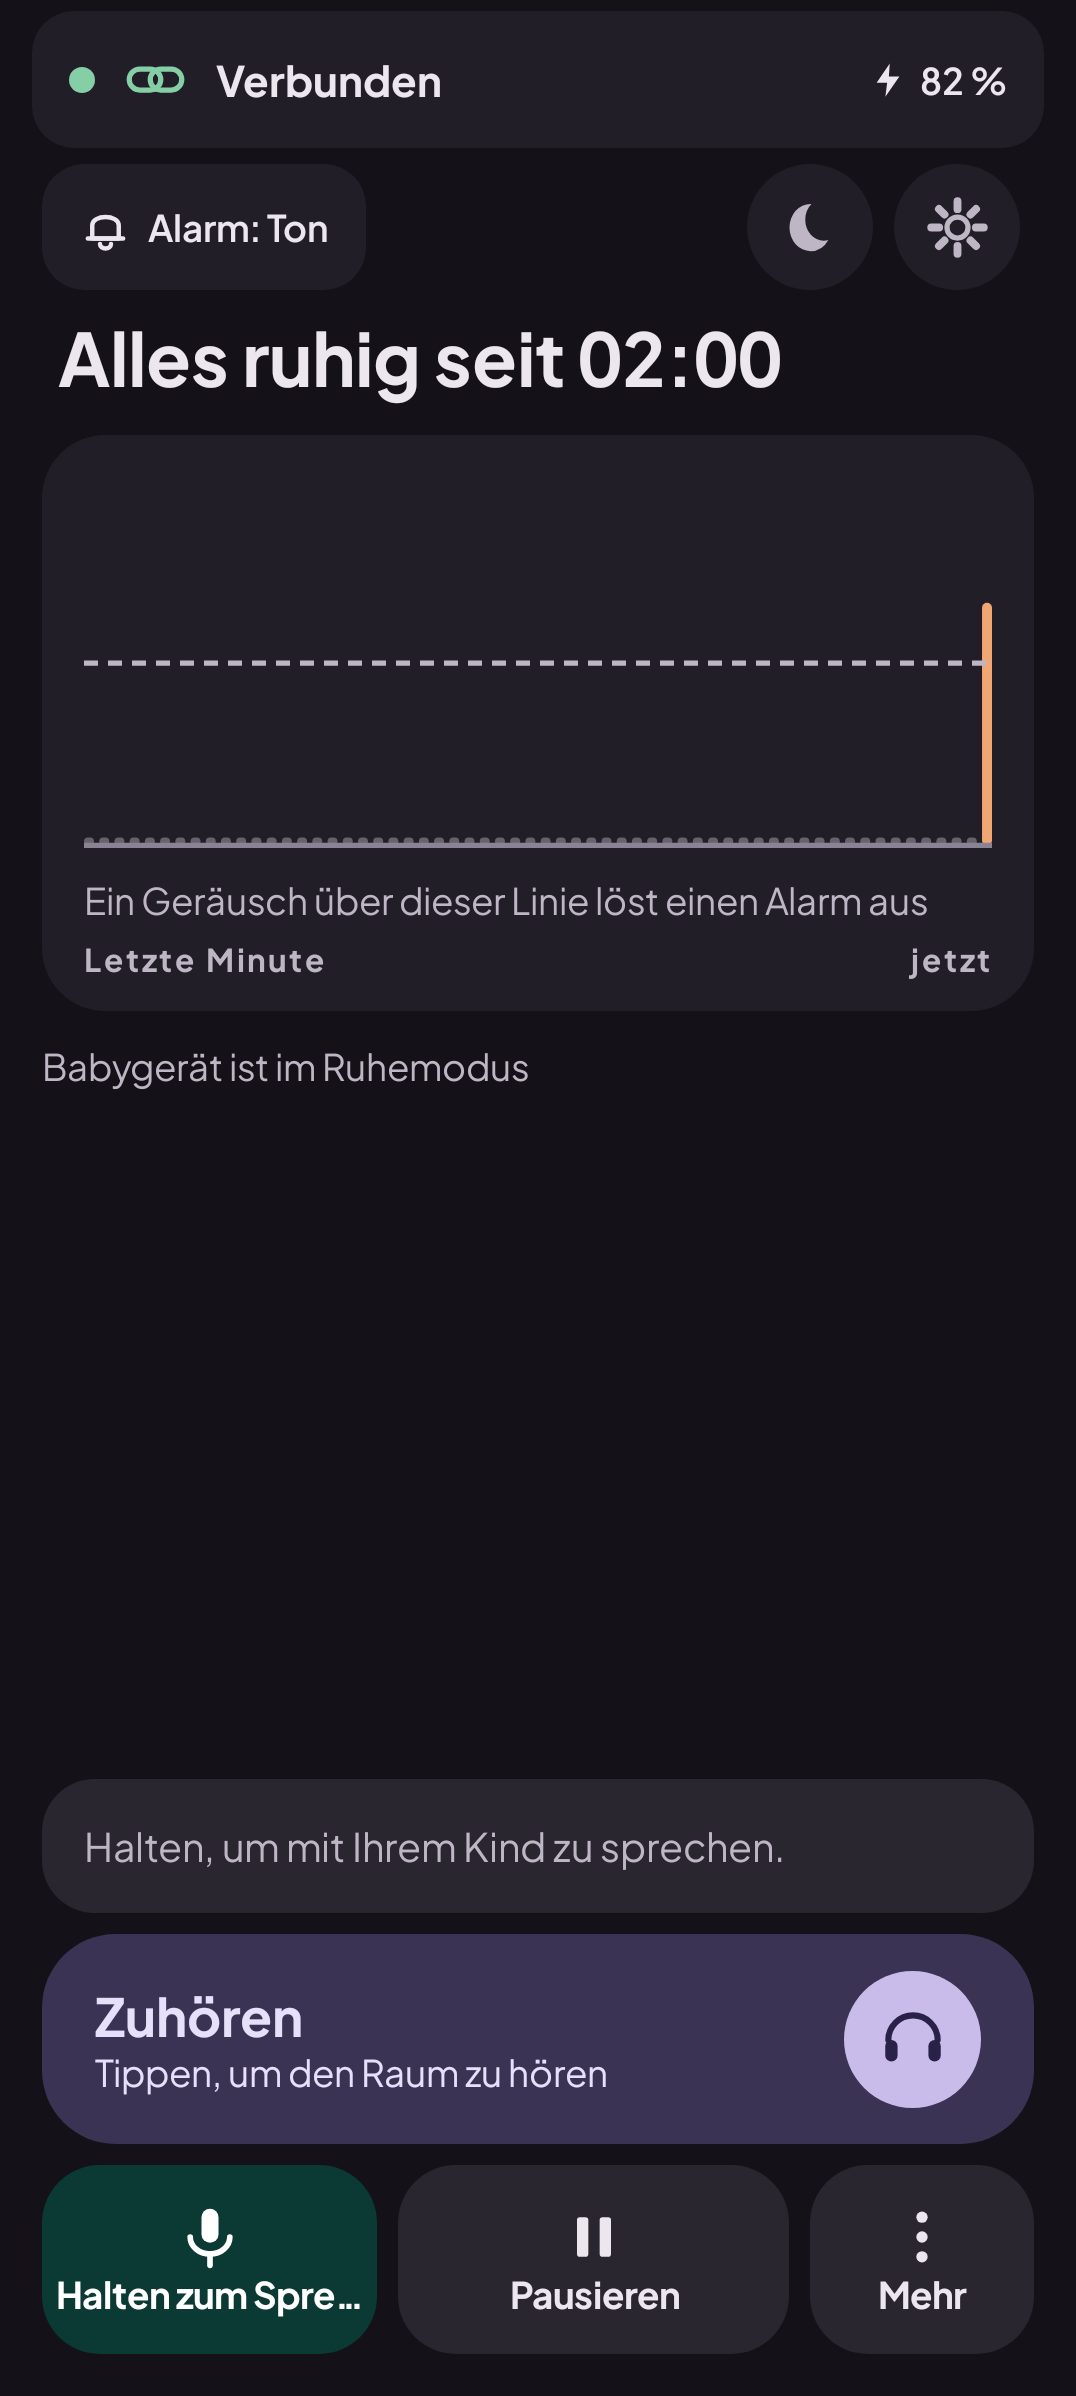 Verbunden
82 %
Alarm: Ton
Alles ruhig seit 02:00
Ein Geräusch über dieser Linie löst einen Alarm aus
Letzte Minute
jetzt
Babygerät ist im Ruhemodus
Halten, um mit Ihrem Kind zu sprechen.
Zuhören
Tippen, um den Raum zu hören
Halten zum Spre...
Pausieren
Mehr